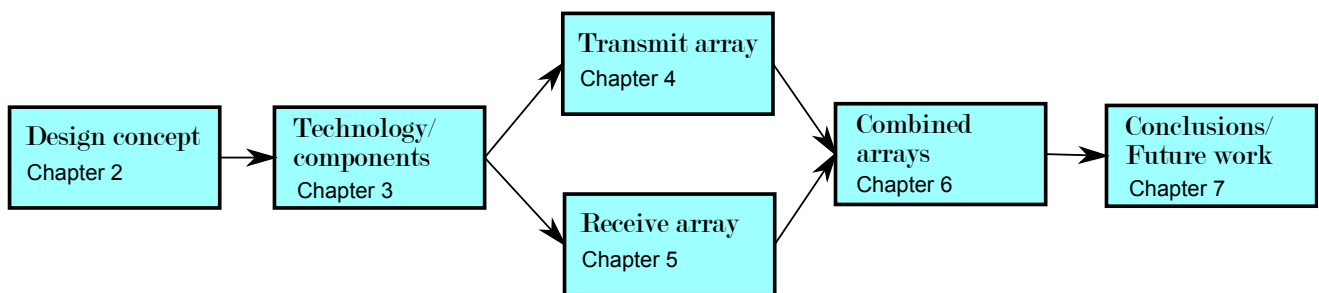 Design concept
Chapter 2
Technology/
components
Chapter 3
Transmit array
Chapter 4
Receive array
Chapter 5
Combined
arrays
Chapter 6
Conclusions/
Future work
Chapter 7